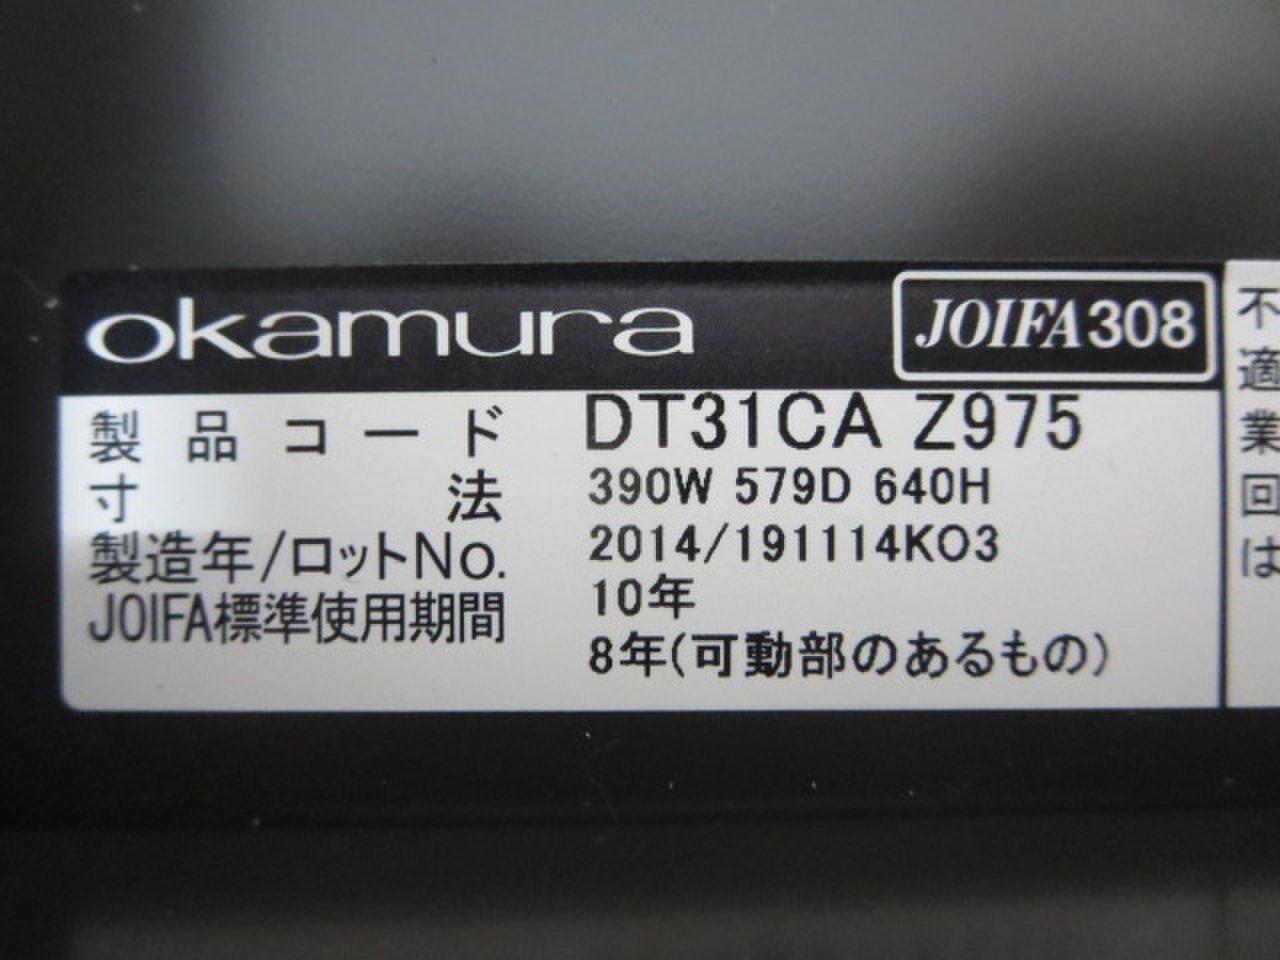 okamura
JOIFA308
製品コード DT31CA Z975
寸法 390W 579D 640H
製造年/ロットNo. 2014/191114KO3
JOIFA標準使用期間 10年
8年(可動部のあるもの)
不
適
業
回
は